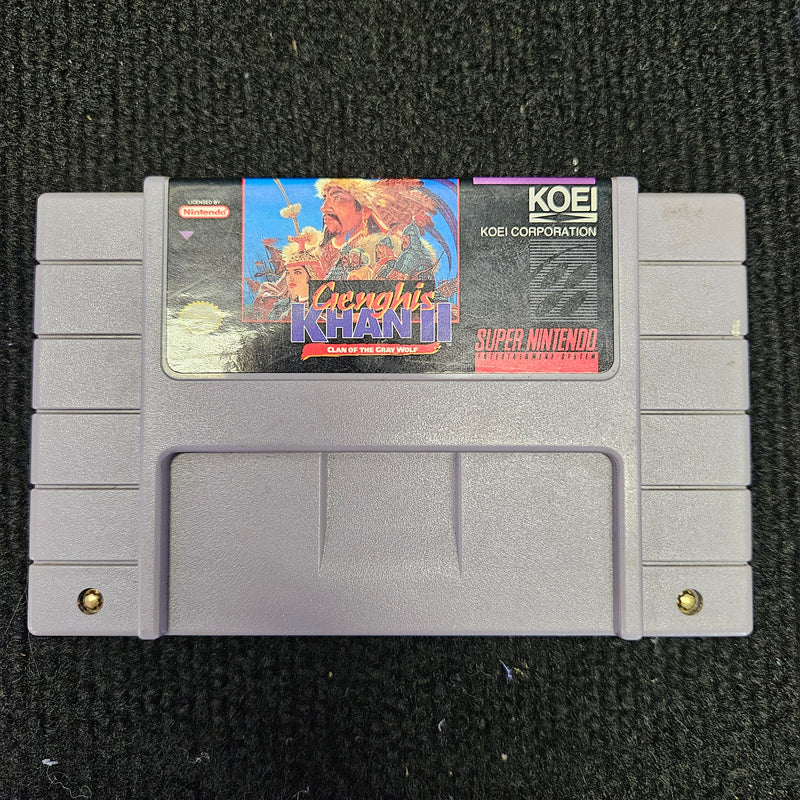 LICENSED BY
Nintendo
KOEI
KOEI CORPORATION
Genghis
KHAN II
CLAN OF THE GRAY WOLF
SUPER NINTENDO
ENTERTAINMENT SYSTEM